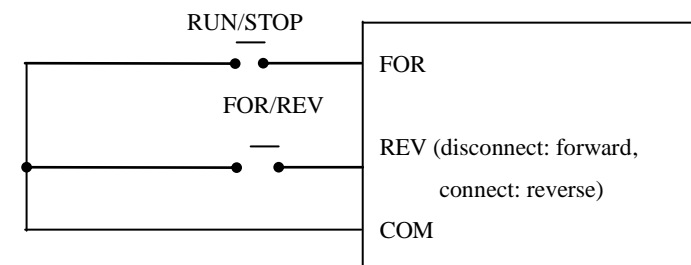 RUN/STOP
FOR
FOR/REV
REV (disconnect: forward,
connect: reverse)
COM